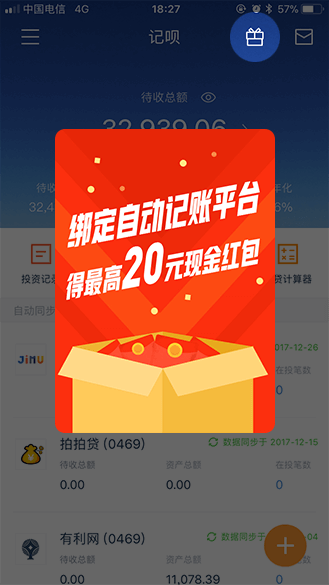 中国电信 4G 18:27 57%
记呗
待收总额
32,939.06
待收
年化
32,4
6%
绑定自动记账平台
得最高20元现金红包
投资记录
资计算器
自动同步
JiMU
2017-12-26
在投笔数
0
拍拍贷 (0469)
数据同步于 2017-12-15
待收总额
资产总额
在投笔数
0.00
0.00
0
有利网 (0469)
数据同步于 2
04
待收总额
资产总额
0.00
11,078.39
0